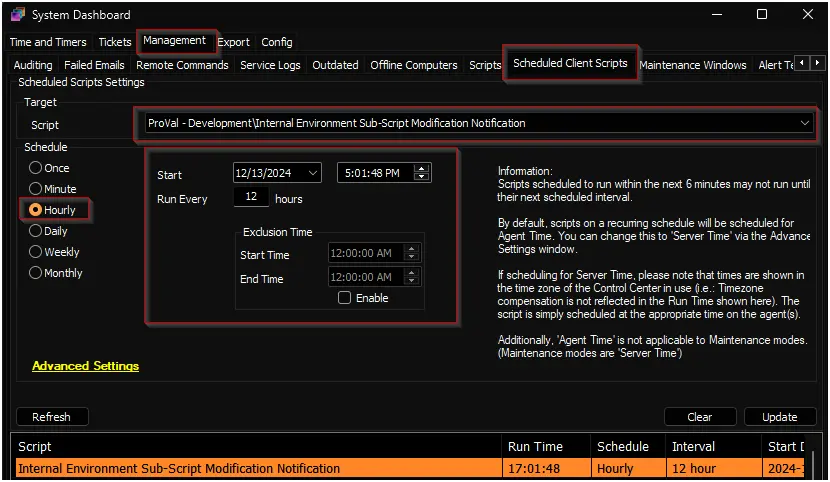 System Dashboard
Time and Timers Tickets Management Export Config
Auditing Failed Emails Remote Commands Service Logs Outdated Offline Computers Scripts Scheduled Client Scripts Maintenance Windows Alert Te
Scheduled Scripts Settings
Target
Script ProVal - Development\Internal Environment Sub-Script Modification Notification
Schedule
Once
Minute
Hourly
Daily
Weekly
Monthly
Start 12/13/2024 5:01:48 PM
Run Every 12 hours
Exclusion Time
Start Time 12:00:00 AM
End Time 12:00:00 AM
Enable
Information:
Scripts scheduled to run within the next 6 minutes may not run until
their next scheduled interval.
By default, scripts on a recurring schedule will be scheduled for
Agent Time. You can change this to 'Server Time' via the Advance
Settings window.
If scheduling for Server Time, please note that times are shown in
the time zone of the Control Center in use (i.e.: Timezone
compensation is not reflected in the Run Time shown here). The
script is simply scheduled at the appropriate time on the agent(s).
Additionally, 'Agent Time' is not applicable to Maintenance modes.
(Maintenance modes are 'Server Time')
Advanced Settings
Refresh Clear Update
Script Run Time Schedule Interval Start D
Internal Environment Sub-Script Modification Notification 17:01:48 Hourly 12 hour 2024-